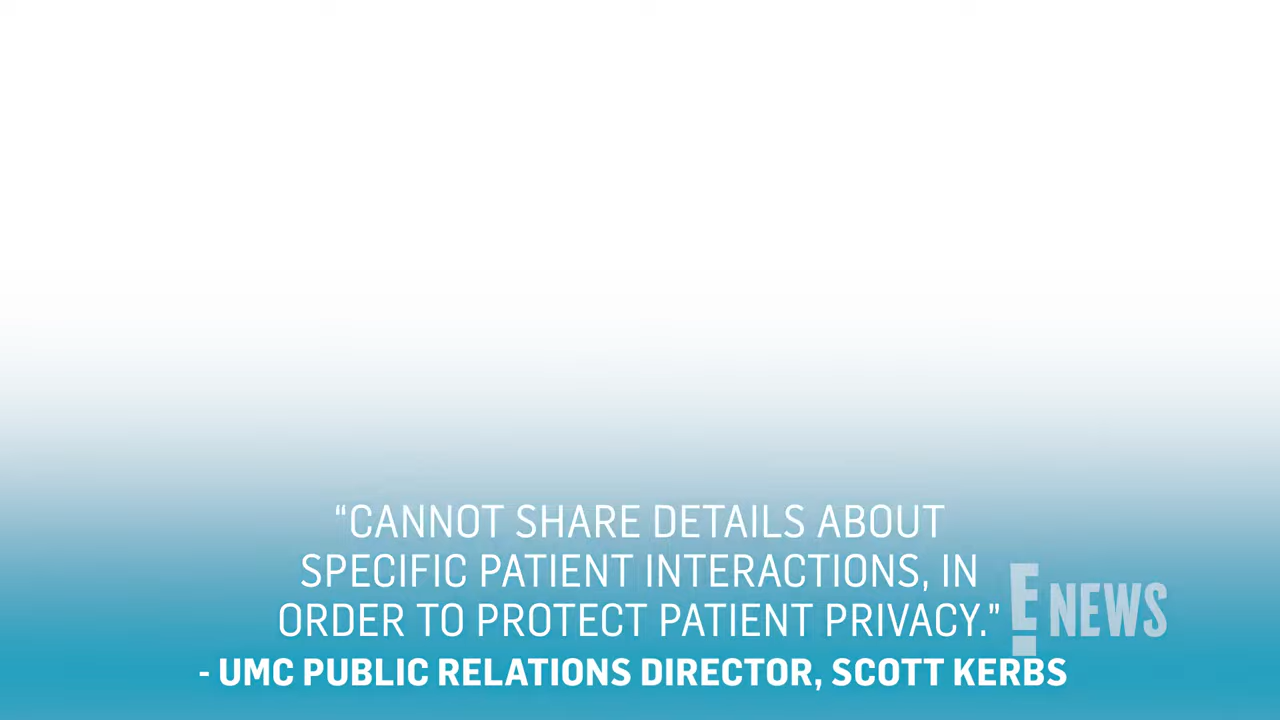 “CANNOT SHARE DETAILS ABOUT
SPECIFIC PATIENT INTERACTIONS, IN
ORDER TO PROTECT PATIENT PRIVACY.”
- UMC PUBLIC RELATIONS DIRECTOR, SCOTT KERBS
E! NEWS